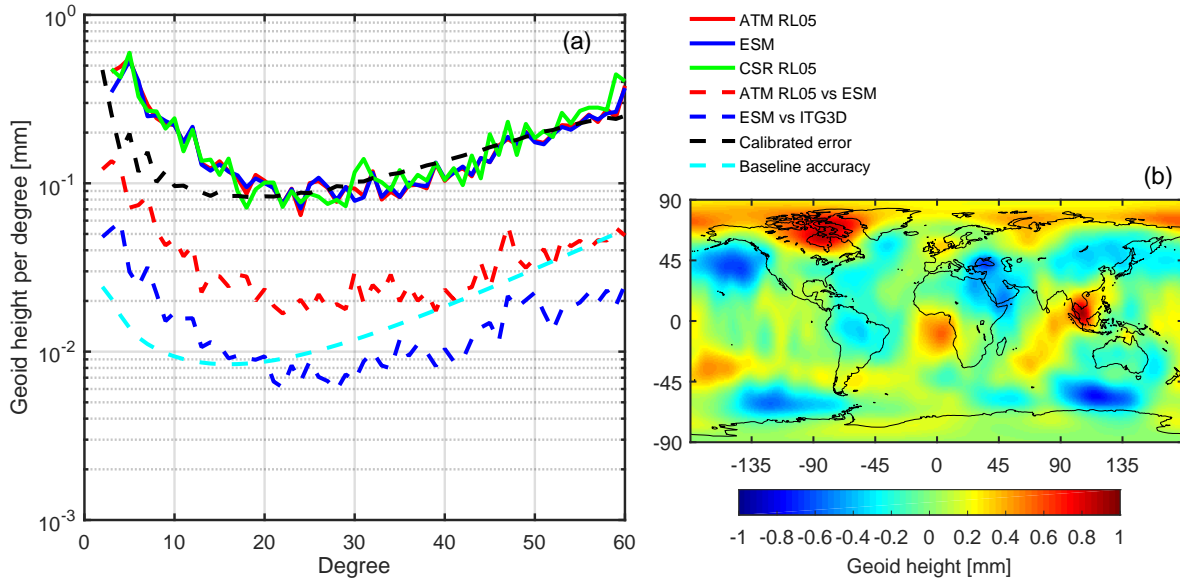 (a)
10^0
10^-1
10^-2
10^-3
Geoid height per degree [mm]
0 10 20 30 40 50 60
Degree
ATM RL05
ESM
CSR RL05
ATM RL05 vs ESM
ESM vs ITG3D
Calibrated error
Baseline accuracy
(b)
90
45
0
-45
-90
-135 -90 -45 0 45 90 135
-1 -0.8 -0.6 -0.4 -0.2 0 0.2 0.4 0.6 0.8 1
Geoid height [mm]